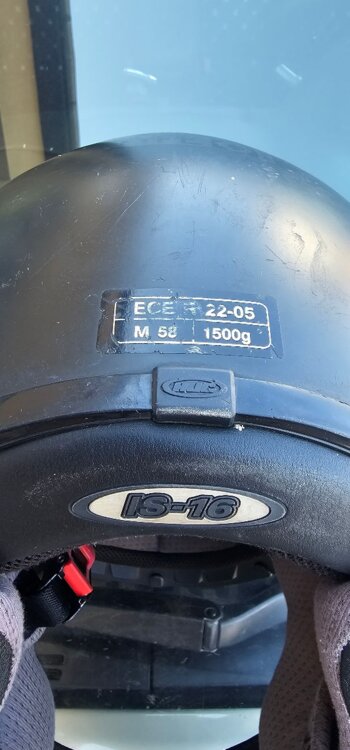 ECE R 22-05
M 58 1500g
HJC
IS-16